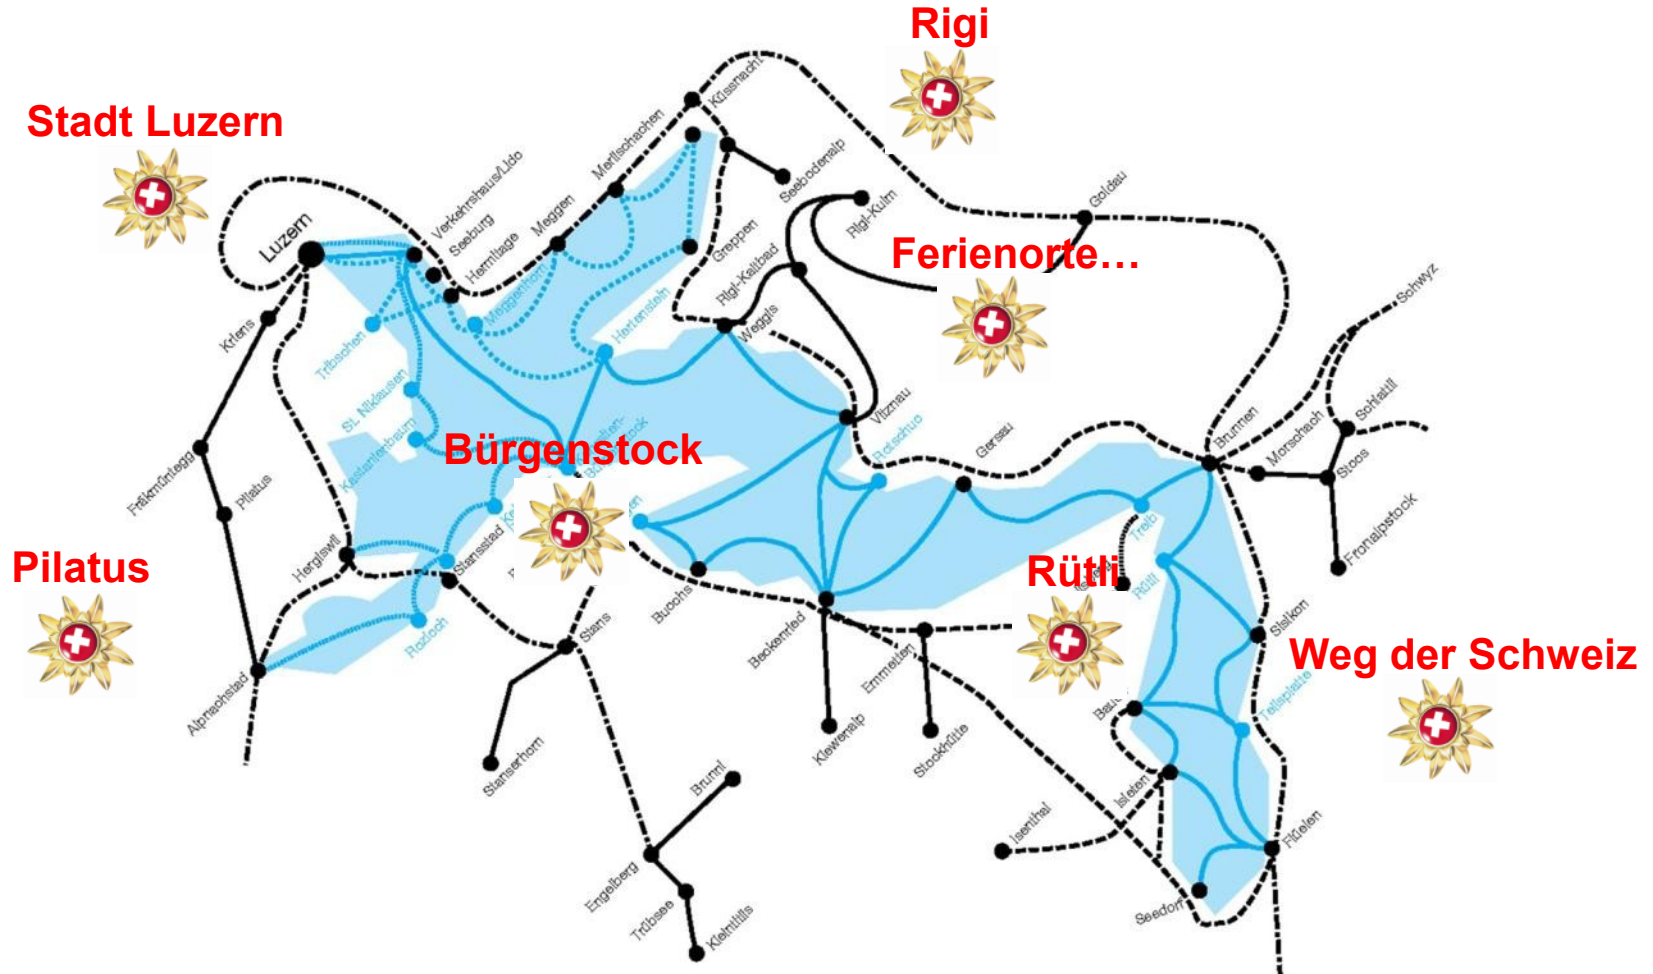 Rigi
Stadt Luzern
Küssnacht
Merlischachen
Seebodenalp
Verkehrshaus/Lido
Seeburg
Hermitage
Meggen
Rigi-Kulm
Goldau
Luzern
Greppen
Rigi-Kaltbad
Ferienorte…
Meggenhorn
Hertenstein
Weggis
Schwyz
Kriens
Tribschen
St. Niklausen
Kastanienbaum
Vitznau
Rotschuo
Gersau
Brunnen
Morschach
Schlattli
Stoos
Fronalpstock
Bürgenstock
Fräkmüntegg
Pilatus
Hergiswil
Stansstad
Pilatus
Rütli
Treib
Rütli
Buochs
Beckenried
Emmetten
Sisikon
Weg der Schweiz
Tellsplatte
Rozloch
Stans
Alpnachstad
Stanserhorn
Klewenalp
Stockhütte
Brunni
Isleten
Isenthal
Flüelen
Engelberg
Trübsee
Kleintitlis
Seedorf